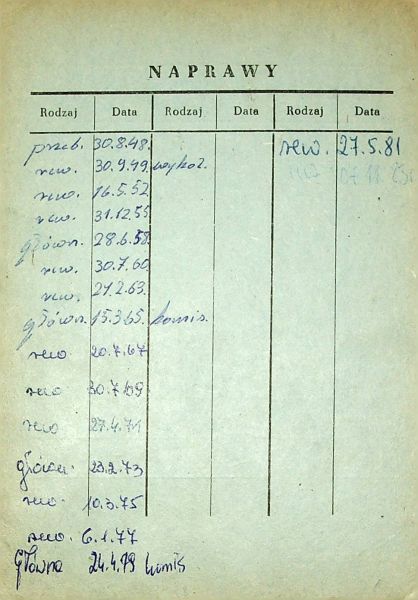 NAPRAWY
Rodzaj Data Rodzaj Data Rodzaj Data
przeb. 30.8.48. rew. 27.5.81
rew. 30.9.49.
rew. 16.5.52.
rew. 31.12.55.
główn. 28.6.58.
rew. 30.7.60.
rew. 21.2.63.
główn. 15.3.65. komis.
rew 20.7.67
rew 30.7.69
rew 27.4.71
główn. 23.2.73
rew. 10.3.75
rew. 6.1.77
Główna 24.4.79 komis